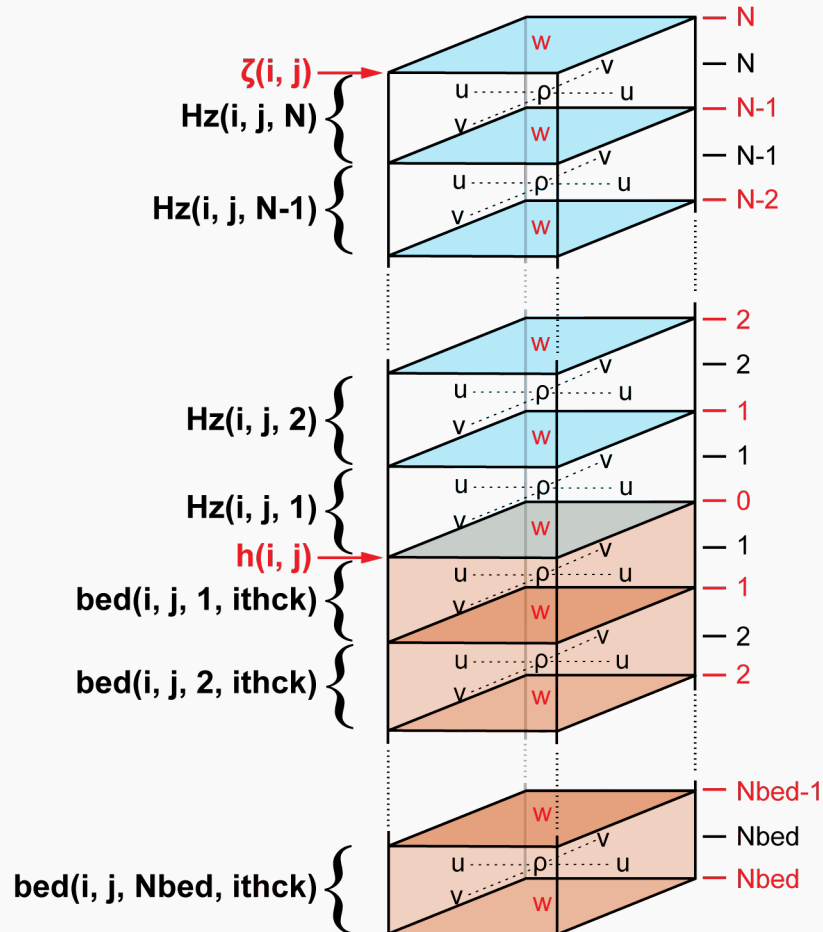 w N
ζ(i, j) v N
u ρ u
Hz(i, j, N) v w N-1
v N-1
u ρ u
Hz(i, j, N-1) v w N-2
w 2
v 2
u ρ u
Hz(i, j, 2) v w 1
v 1
u ρ u
Hz(i, j, 1) v w 0
h(i, j) v 1
u ρ u
bed(i, j, 1, ithck) v w 1
v 2
u ρ u
bed(i, j, 2, ithck) v w 2
w Nbed-1
v Nbed
u ρ u
bed(i, j, Nbed, ithck) v w Nbed